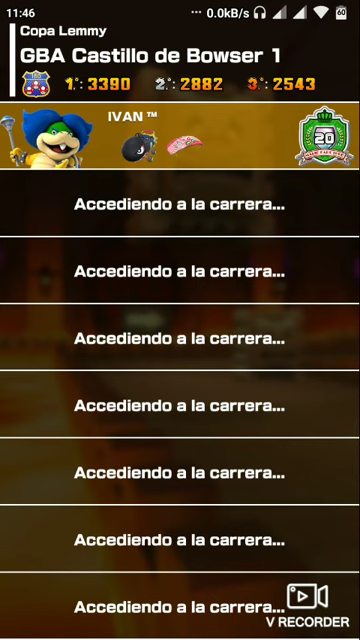 11:46
0.0kB/s
60
Copa Lemmy
GBA Castillo de Bowser 1
1.º: 3390 2.º: 2882 3.º: 2543
IVAN ™
20
Accediendo a la carrera...
Accediendo a la carrera...
Accediendo a la carrera...
Accediendo a la carrera...
Accediendo a la carrera...
Accediendo a la carrera...
Accediendo a la carrera...
V RECORDER